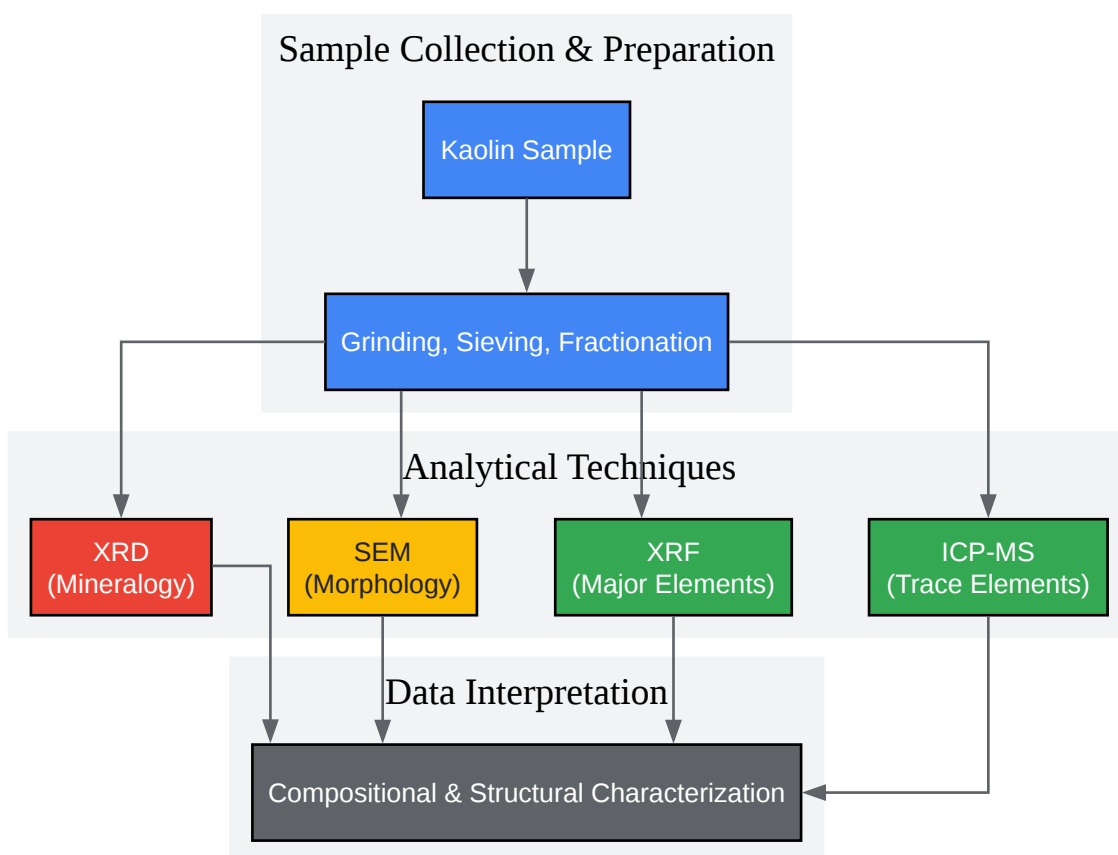 Sample Collection & Preparation
Kaolin Sample
Grinding, Sieving, Fractionation
Analytical Techniques
XRD
(Mineralogy)
SEM
(Morphology)
XRF
(Major Elements)
ICP-MS
(Trace Elements)
Data Interpretation
Compositional & Structural Characterization